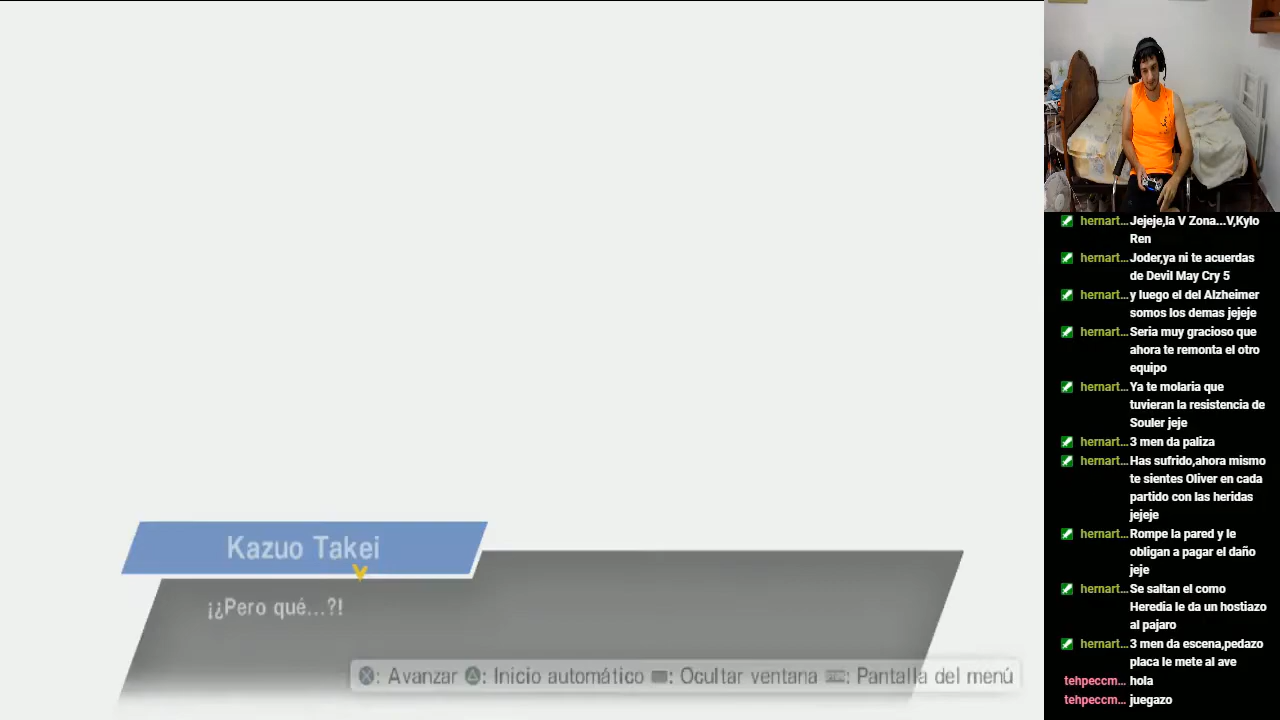 Kazuo Takei
¡¿Pero qué...?!
: Avanzar : Inicio automático : Ocultar ventana : Pantalla del menú
hernart...Jejeje,la V Zona...V,Kylo
Ren
hernart...Joder,ya ni te acuerdas
de Devil May Cry 5
hernart...y luego el del Alzheimer
somos los demas jejeje
hernart...Seria muy gracioso que
ahora te remonta el otro
equipo
hernart...Ya te molaria que
tuvieran la resistencia de
Souler jeje
hernart...3 men da paliza
hernart...Has sufrido,ahora mismo
te sientes Oliver en cada
partido con las heridas
jejeje
hernart...Rompe la pared y le
obligan a pagar el daño
jeje
hernart...Se saltan el como
Heredia le da un hostiazo
al pajaro
hernart...3 men da escena,pedazo
placa le mete al ave
tehpeccm...hola
tehpeccm...juegazo